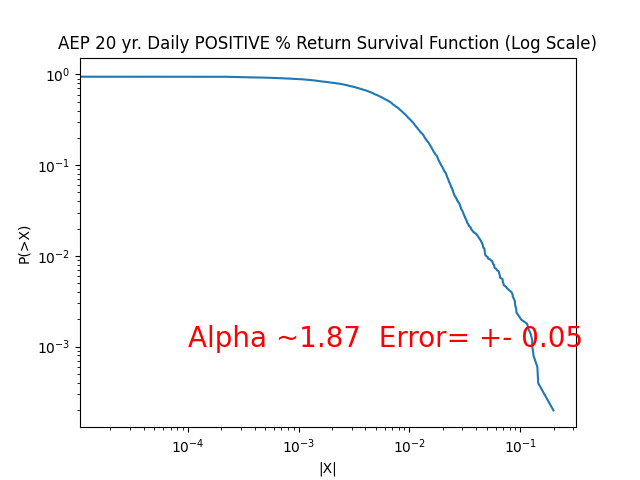 AEP 20 yr. Daily POSITIVE % Return Survival Function (Log Scale)
10⁰
10⁻¹
10⁻²
10⁻³
P(>X)
Alpha ~1.87  Error= +- 0.05
10⁻⁴ 10⁻³ 10⁻² 10⁻¹
|X|